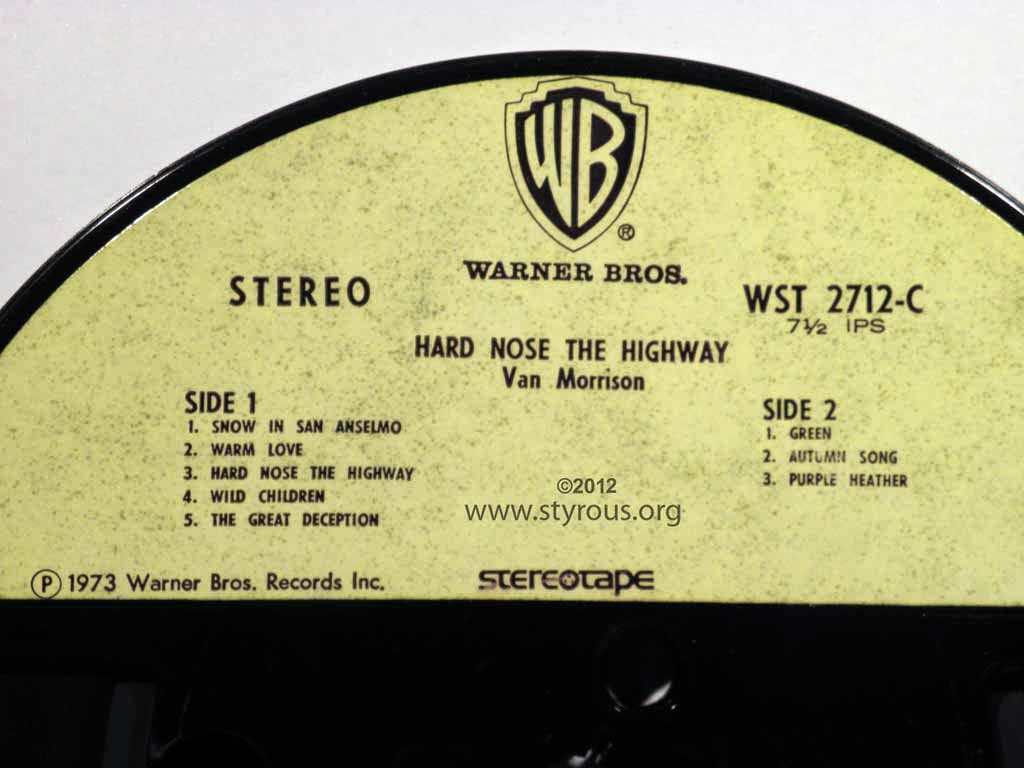 WB
®
WARNER BROS.
STEREO
WST 2712-C
7½ IPS
HARD NOSE THE HIGHWAY
Van Morrison
SIDE 1
1. SNOW IN SAN ANSELMO
2. WARM LOVE
3. HARD NOSE THE HIGHWAY
4. WILD CHILDREN
5. THE GREAT DECEPTION
SIDE 2
1. GREEN
2. AUTUMN SONG
3. PURPLE HEATHER
©2012
www.styrous.org
Ⓟ 1973 Warner Bros. Records Inc.
STEREOTAPE